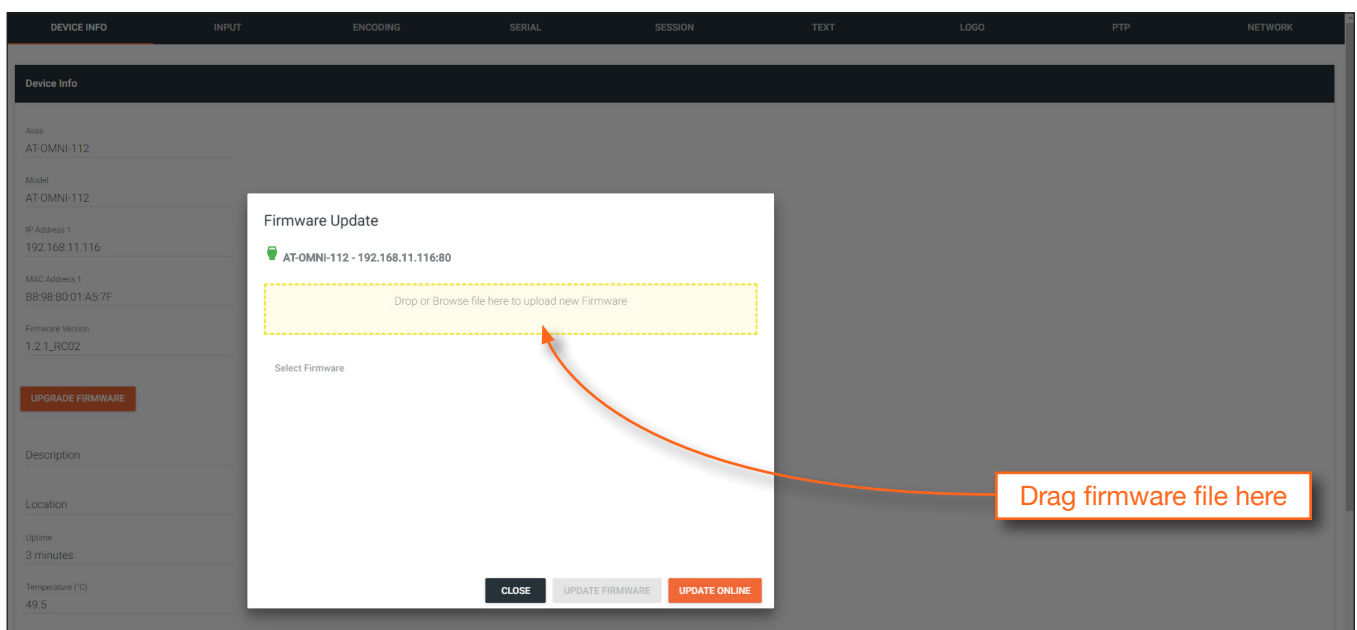 DEVICE INFO INPUT ENCODING SERIAL SESSION TEXT LOGO PTP NETWORK
Device Info
Alias
AT-OMNI-112
Model
AT-OMNI-112
IP Address 1
192.168.11.116
MAC Address 1
B8:98:B0:01:A5:7F
Firmware Version
1.2.1_RC02
UPGRADE FIRMWARE
Description
Location
Uptime
3 minutes
Temperature (°C)
49.5
Firmware Update
AT-OMNI-112 - 192.168.11.116:80
Drop or Browse file here to upload new Firmware
Select Firmware
CLOSE UPDATE FIRMWARE UPDATE ONLINE
Drag firmware file here